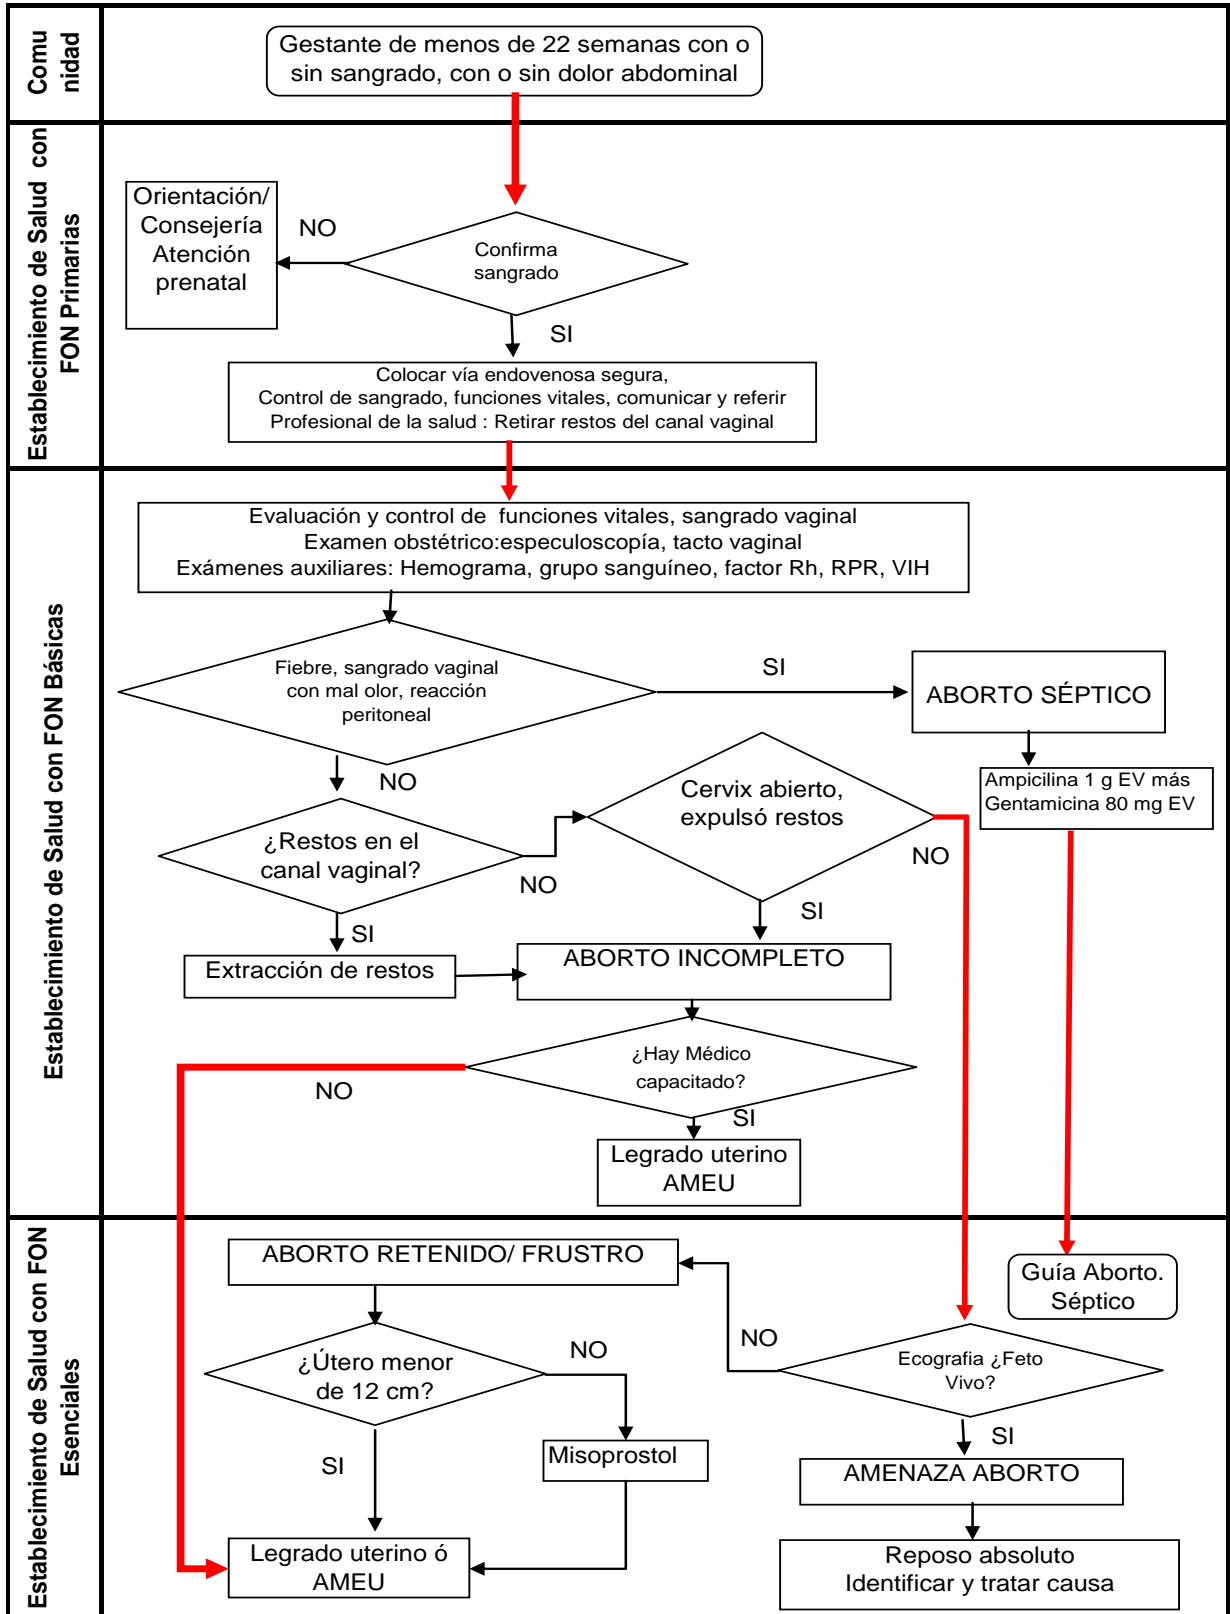 Comu
nidad
Gestante de menos de 22 semanas con o
sin sangrado, con o sin dolor abdominal
Establecimiento de Salud con
FON Primarias
Orientación/
Consejería
Atención
prenatal
NO
Confirma
sangrado
SI
Colocar vía endovenosa segura,
Control de sangrado, funciones vitales, comunicar y referir
Profesional de la salud : Retirar restos del canal vaginal
Establecimiento de Salud con FON Básicas
Evaluación y control de funciones vitales, sangrado vaginal
Examen obstétrico:especuloscopía, tacto vaginal
Exámenes auxiliares: Hemograma, grupo sanguíneo, factor Rh, RPR, VIH
Fiebre, sangrado vaginal
con mal olor, reacción
peritoneal
SI
ABORTO SÉPTICO
NO
Ampicilina 1 g EV más
Gentamicina 80 mg EV
Cervix abierto,
expulsó restos
¿Restos en el
canal vaginal?
NO
NO
SI
SI
Extracción de restos
ABORTO INCOMPLETO
¿Hay Médico
capacitado?
NO
SI
Legrado uterino
AMEU
Establecimiento de Salud con FON
Esenciales
ABORTO RETENIDO/ FRUSTRO
Guía Aborto.
Séptico
NO
¿Útero menor
de 12 cm?
NO
Ecografia ¿Feto
Vivo?
SI
SI
Misoprostol
AMENAZA ABORTO
Legrado uterino ó
AMEU
Reposo absoluto
Identificar y tratar causa